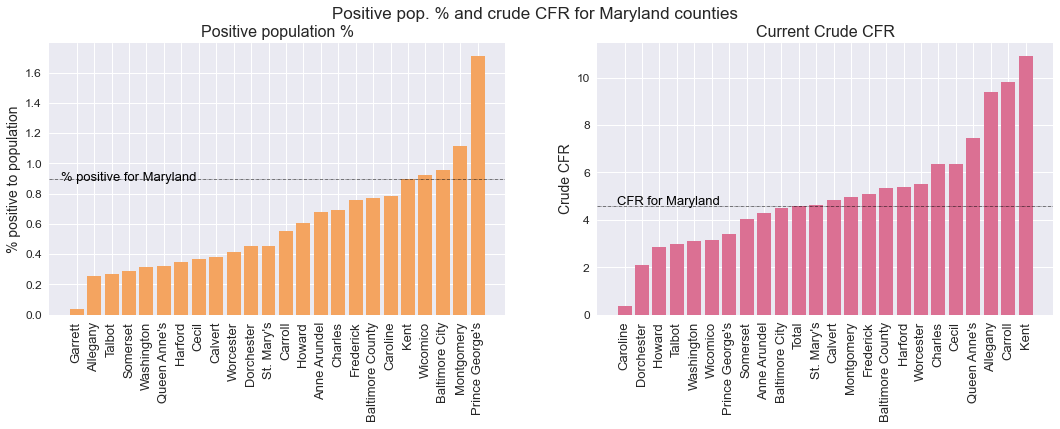 Positive pop. % and crude CFR for Maryland counties
Positive population %
% positive to population
1.6
1.4
1.2
1.0
0.8
0.6
0.4
0.2
0.0
% positive for Maryland
Garrett
Allegany
Talbot
Somerset
Washington
Queen Anne's
Harford
Cecil
Calvert
Worcester
Dorchester
St. Mary's
Carroll
Howard
Anne Arundel
Charles
Frederick
Baltimore County
Caroline
Kent
Wicomico
Baltimore City
Montgomery
Prince George's
Current Crude CFR
Crude CFR
10
8
6
4
2
0
CFR for Maryland
Caroline
Dorchester
Howard
Talbot
Washington
Wicomico
Prince George's
Somerset
Anne Arundel
Baltimore City
Total
St. Mary's
Calvert
Montgomery
Frederick
Baltimore County
Harford
Worcester
Charles
Cecil
Queen Anne's
Allegany
Carroll
Kent